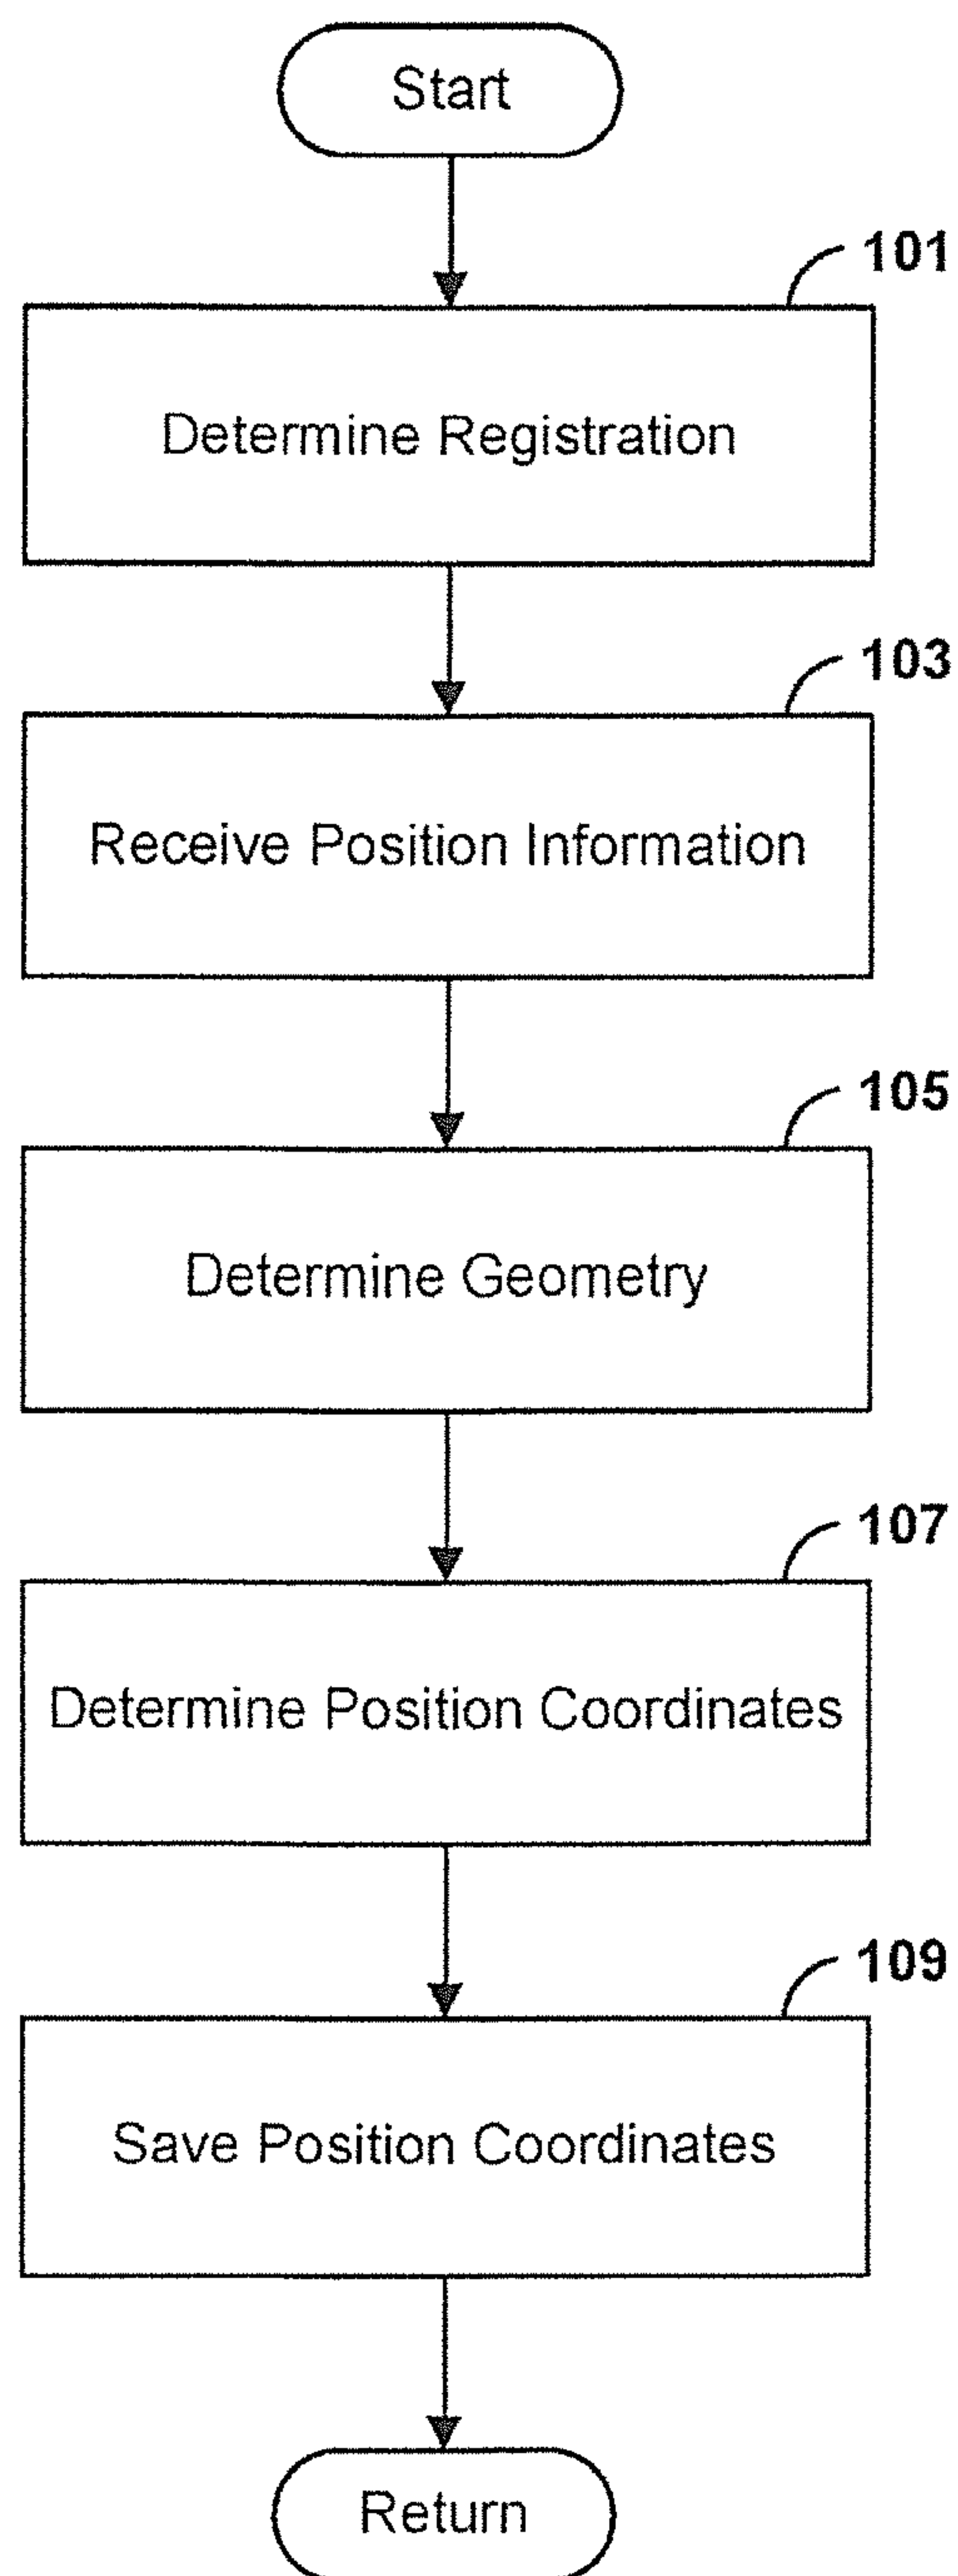 Start
101
Determine Registration
103
Receive Position Information
105
Determine Geometry
107
Determine Position Coordinates
109
Save Position Coordinates
Return